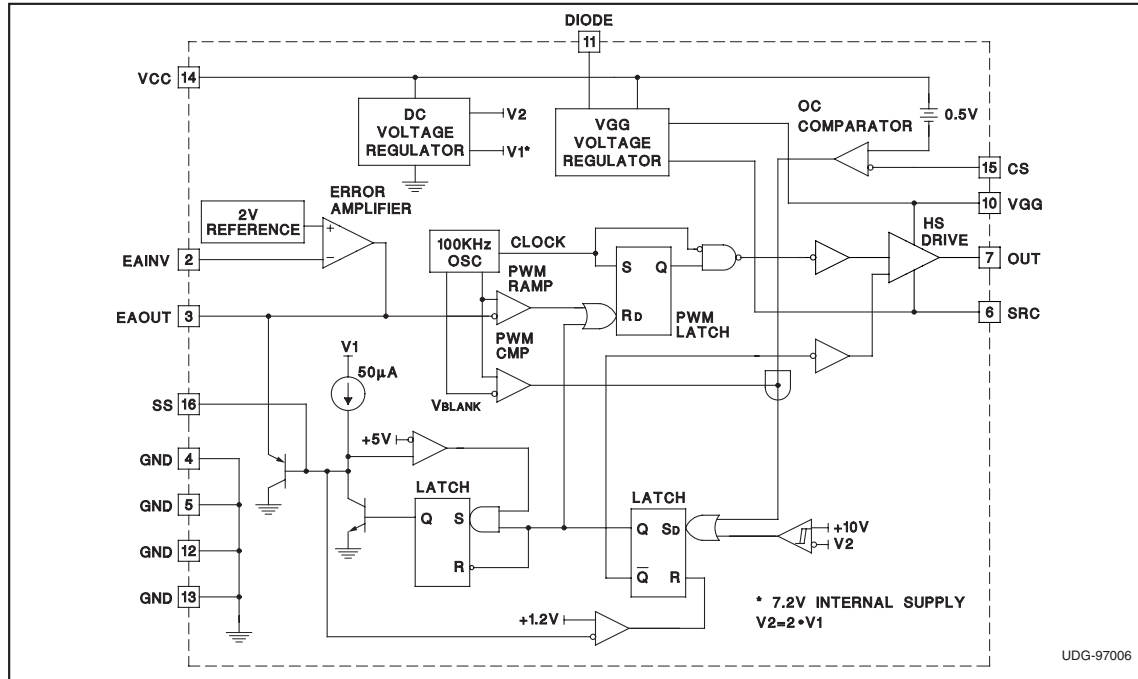 DIODE
11
VCC 14
DC
VOLTAGE
REGULATOR
V2
V1*
VGG
VOLTAGE
REGULATOR
OC
COMPARATOR
0.5V
15 CS
10 VGG
ERROR
AMPLIFIER
2V
REFERENCE
+
−
EAINV 2
100KHz
OSC
CLOCK
PWM
RAMP
S Q
RD
PWM
LATCH
HS
DRIVE
7 OUT
6 SRC
EAOUT 3
PWM
CMP
VBLANK
V1
50µA
SS 16
+5V
GND 4
GND 5
GND 12
GND 13
LATCH
Q S
R
LATCH
Q SD
Q R
+10V
V2
+1.2V
* 7.2V INTERNAL SUPPLY
V2=2•V1
UDG-97006